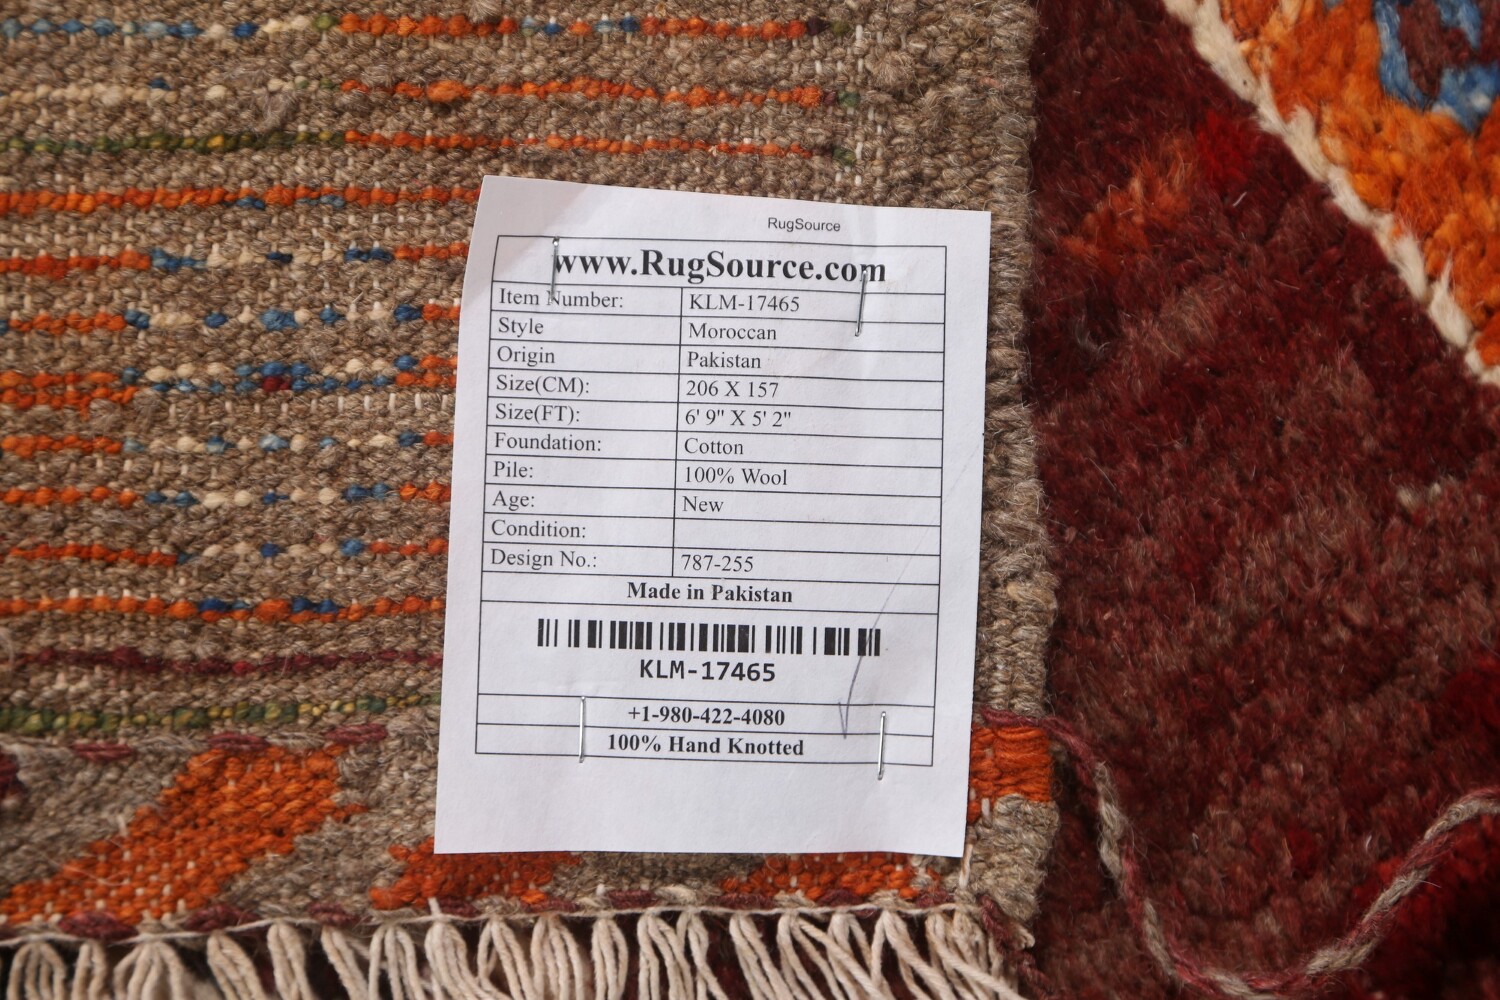 RugSource
www.RugSource.com
Item Number: KLM-17465
Style Moroccan
Origin Pakistan
Size(CM): 206 X 157
Size(FT): 6' 9" X 5' 2"
Foundation: Cotton
Pile: 100% Wool
Age: New
Condition:
Design No.: 787-255
Made in Pakistan
KLM-17465
+1-980-422-4080
100% Hand Knotted